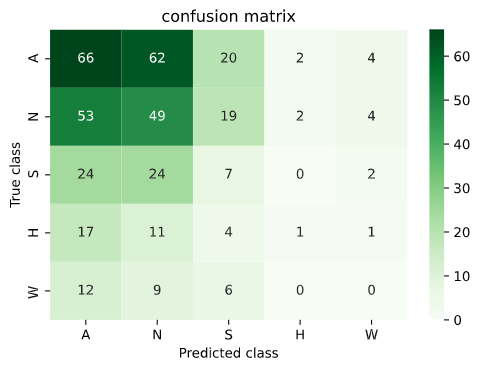 confusion matrix
True class
A 66 62 20 2 4
N 53 49 19 2 4
S 24 24 7 0 2
H 17 11 4 1 1
W 12 9 6 0 0
A N S H W
Predicted class
60
50
40
30
20
10
0